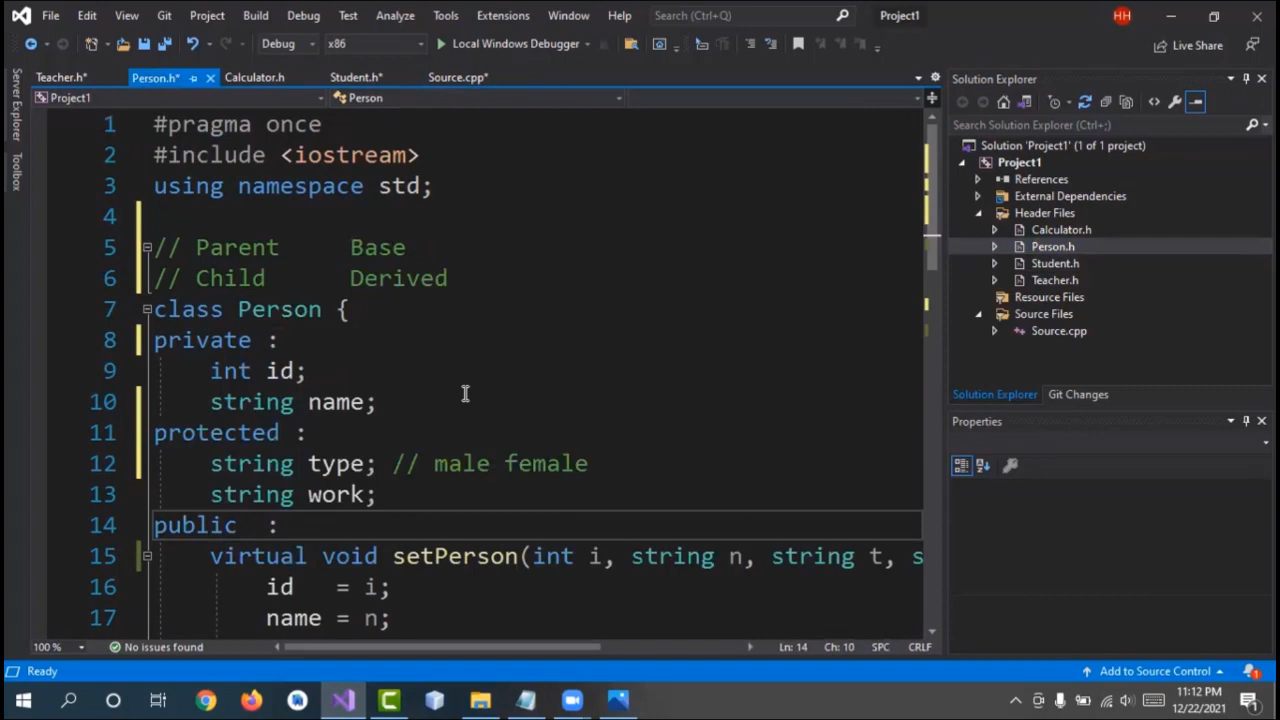 File Edit View Git Project Build Debug Test Analyze Tools Extensions Window Help Search (Ctrl+Q) Project1 HH
Debug x86 Local Windows Debugger Live Share
Server Explorer
Toolbox
Teacher.h* Person.h* Calculator.h Student.h* Source.cpp*
Project1 Person
1 #pragma once
2 #include <iostream>
3 using namespace std;
4
5 // Parent Base
6 // Child Derived
7 class Person {
8 private :
9 int id;
10 string name;
11 protected :
12 string type; // male female
13 string work;
14 public :
15 virtual void setPerson(int i, string n, string t, s
16 id = i;
17 name = n;
100 % No issues found Ln: 14 Ch: 10 SPC CRLF
Solution Explorer
Search Solution Explorer (Ctrl+;)
Solution 'Project1' (1 of 1 project)
Project1
References
External Dependencies
Header Files
Calculator.h
Person.h
Student.h
Teacher.h
Resource Files
Source Files
Source.cpp
Solution Explorer Git Changes
Properties
Ready Add to Source Control 1
11:12 PM
12/22/2021
1